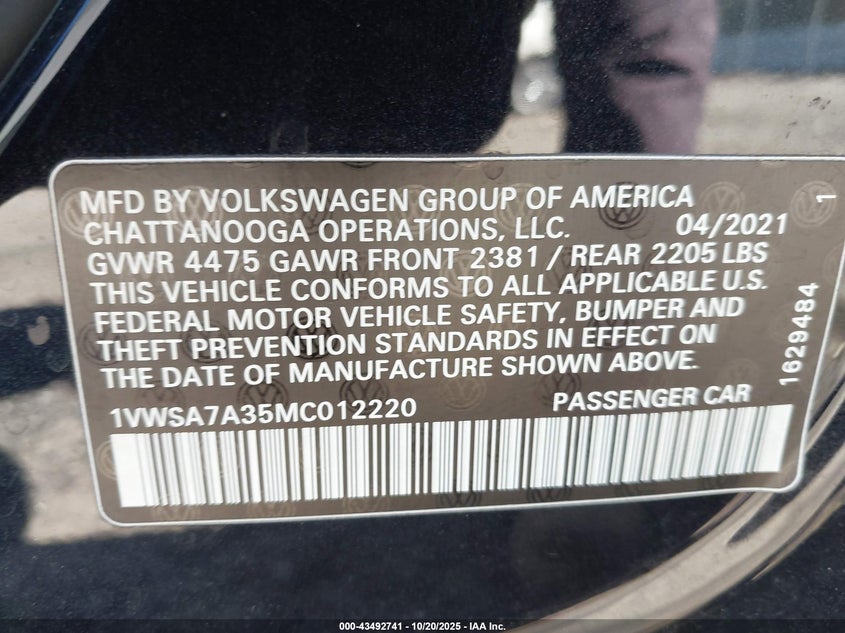 MFD BY VOLKSWAGEN GROUP OF AMERICA
CHATTANOOGA OPERATIONS, LLC. 04/2021
GVWR 4475 GAWR FRONT 2381 / REAR 2205 LBS
THIS VEHICLE CONFORMS TO ALL APPLICABLE U.S.
FEDERAL MOTOR VEHICLE SAFETY, BUMPER AND
THEFT PREVENTION STANDARDS IN EFFECT ON
THE DATE OF MANUFACTURE SHOWN ABOVE.
1VWSA7A35MC012220 PASSENGER CAR
1629484 1
000-43492741 - 10/20/2025 - IAA Inc.